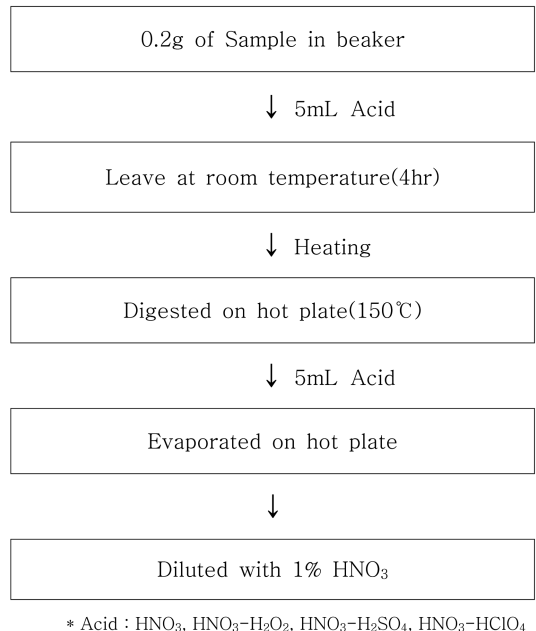 0.2g of Sample in beaker
↓ 5mL Acid
Leave at room temperature(4hr)
↓ Heating
Digested on hot plate(150℃)
↓ 5mL Acid
Evaporated on hot plate
↓
Diluted with 1% HNO₃
* Acid : HNO₃, HNO₃-H₂O₂, HNO₃-H₂SO₄, HNO₃-HClO₄